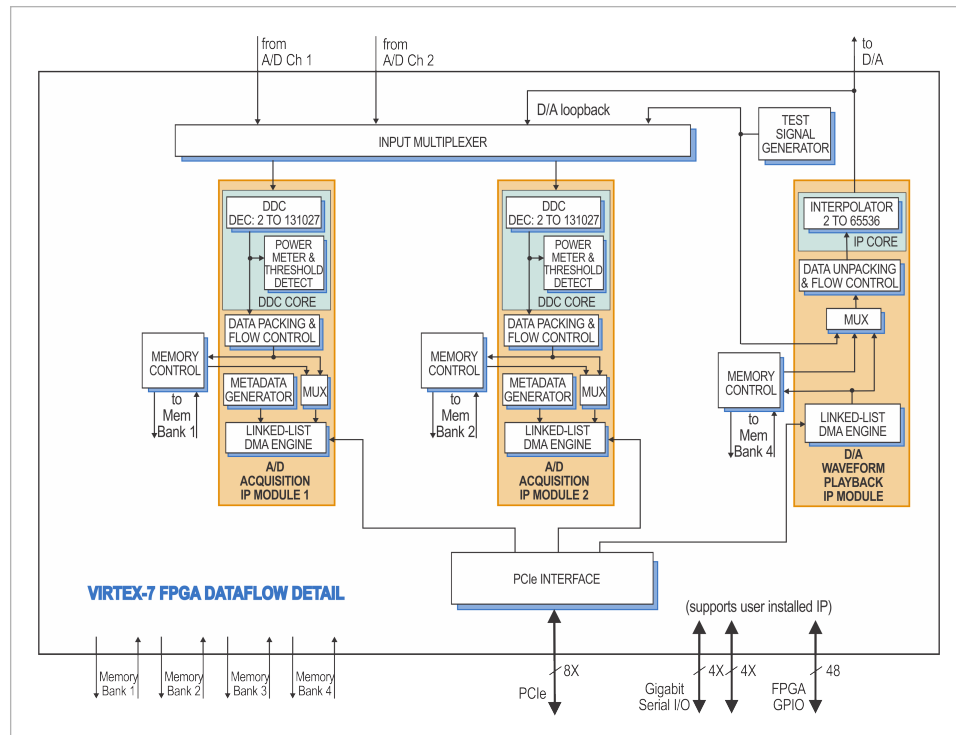 from
A/D Ch 1
from
A/D Ch 2
to
D/A
D/A loopback
TEST
SIGNAL
GENERATOR
INPUT MULTIPLEXER
DDC
DEC: 2 TO 131027
POWER
METER &
THRESHOLD
DETECT
DDC CORE
DATA PACKING &
FLOW CONTROL
MEMORY
CONTROL
to
Mem
Bank 1
METADATA
GENERATOR
MUX
LINKED-LIST
DMA ENGINE
A/D
ACQUISITION
IP MODULE 1
DDC
DEC: 2 TO 131027
POWER
METER &
THRESHOLD
DETECT
DDC CORE
DATA PACKING &
FLOW CONTROL
MEMORY
CONTROL
to
Mem
Bank 2
METADATA
GENERATOR
MUX
LINKED-LIST
DMA ENGINE
A/D
ACQUISITION
IP MODULE 2
INTERPOLATOR
2 TO 65536
IP CORE
DATA UNPACKING
& FLOW CONTROL
MUX
MEMORY
CONTROL
to
Mem
Bank 4
LINKED-LIST
DMA ENGINE
D/A
WAVEFORM
PLAYBACK
IP MODULE
PCIe INTERFACE
VIRTEX-7 FPGA DATAFLOW DETAIL
(supports user installed IP)
Memory
Bank 1
Memory
Bank 2
Memory
Bank 3
Memory
Bank 4
8X
PCIe
4X
4X
Gigabit
Serial I/O
48
FPGA
GPIO